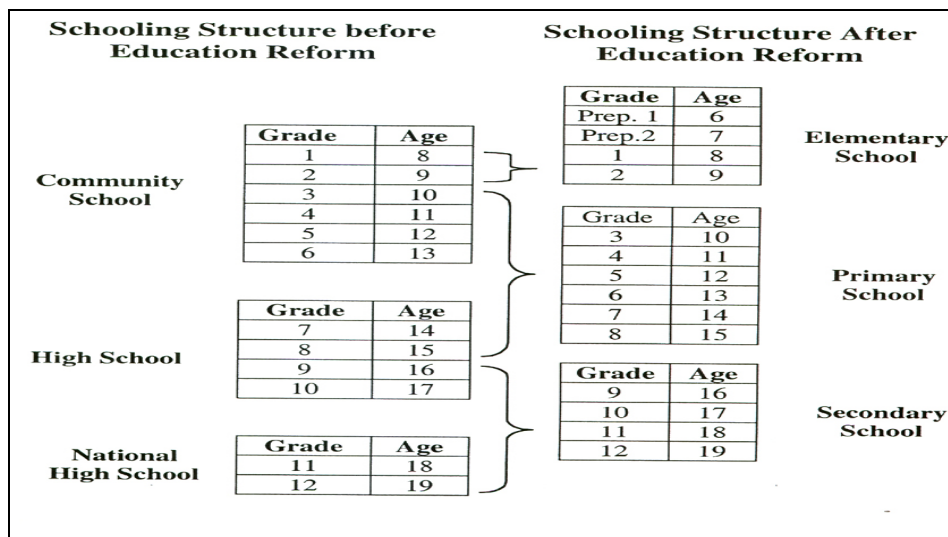 Schooling Structure before
Education Reform
Community
School
Grade Age
1 8
2 9
3 10
4 11
5 12
6 13
High School
Grade Age
7 14
8 15
9 16
10 17
National
High School
Grade Age
11 18
12 19
Schooling Structure After
Education Reform
Grade Age
Prep. 1 6
Prep.2 7
1 8
2 9
Elementary
School
Grade Age
3 10
4 11
5 12
6 13
7 14
8 15
Primary
School
Grade Age
9 16
10 17
11 18
12 19
Secondary
School